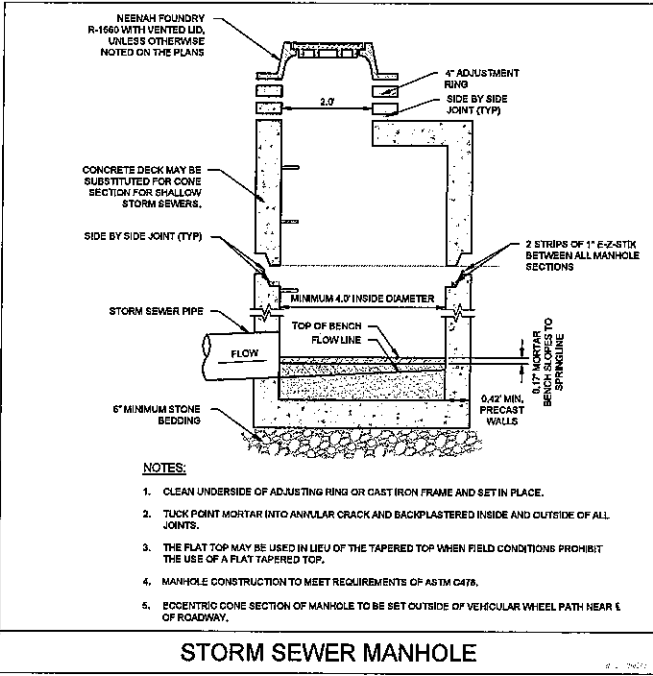 NEENAH FOUNDRY
R-1660 WITH VENTED LID,
UNLESS OTHERWISE
NOTED ON THE PLANS
4" ADJUSTMENT
RING
2.0'
SIDE BY SIDE
JOINT (TYP)
CONCRETE DECK MAY BE
SUBSTITUTED FOR CONE
SECTION FOR SHALLOW
STORM SEWERS.
SIDE BY SIDE JOINT (TYP)
2 STRIPS OF 1" E-Z-STIK
BETWEEN ALL MANHOLE
SECTIONS
MINIMUM 4.0' INSIDE DIAMETER
STORM SEWER PIPE
TOP OF BENCH
FLOW LINE
FLOW
0.17' MORTAR
BENCH SLOPES TO
SPRINGLINE
0.42' MIN.
PRECAST
WALLS
6" MINIMUM STONE
BEDDING
NOTES:
1. CLEAN UNDERSIDE OF ADJUSTING RING OR CAST IRON FRAME AND SET IN PLACE.
2. TUCK POINT MORTAR INTO ANNULAR CRACK AND BACKPLASTERED INSIDE AND OUTSIDE OF ALL
JOINTS.
3. THE FLAT TOP MAY BE USED IN LIEU OF THE TAPERED TOP WHEN FIELD CONDITIONS PROHIBIT
THE USE OF A FLAT TAPERED TOP.
4. MANHOLE CONSTRUCTION TO MEET REQUIREMENTS OF ASTM C478.
5. ECCENTRIC CONE SECTION OF MANHOLE TO BE SET OUTSIDE OF VEHICULAR WHEEL PATH NEAR ℄
OF ROADWAY.
STORM SEWER MANHOLE